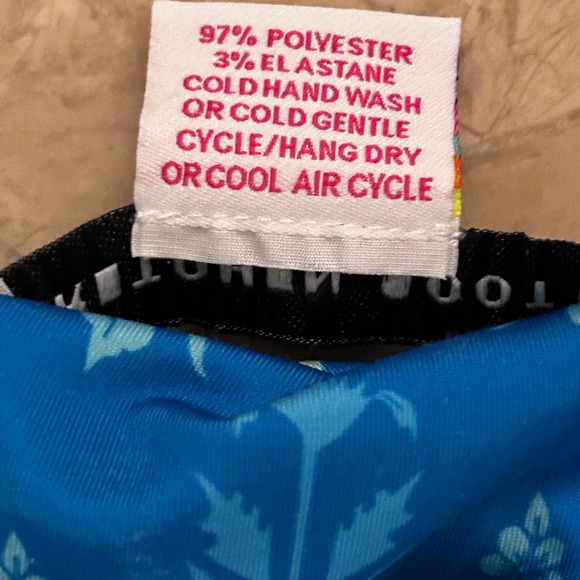 97% POLYESTER
3% ELASTANE
COLD HAND WASH
OR COLD GENTLE
CYCLE/HANG DRY
OR COOL AIR CYCLE